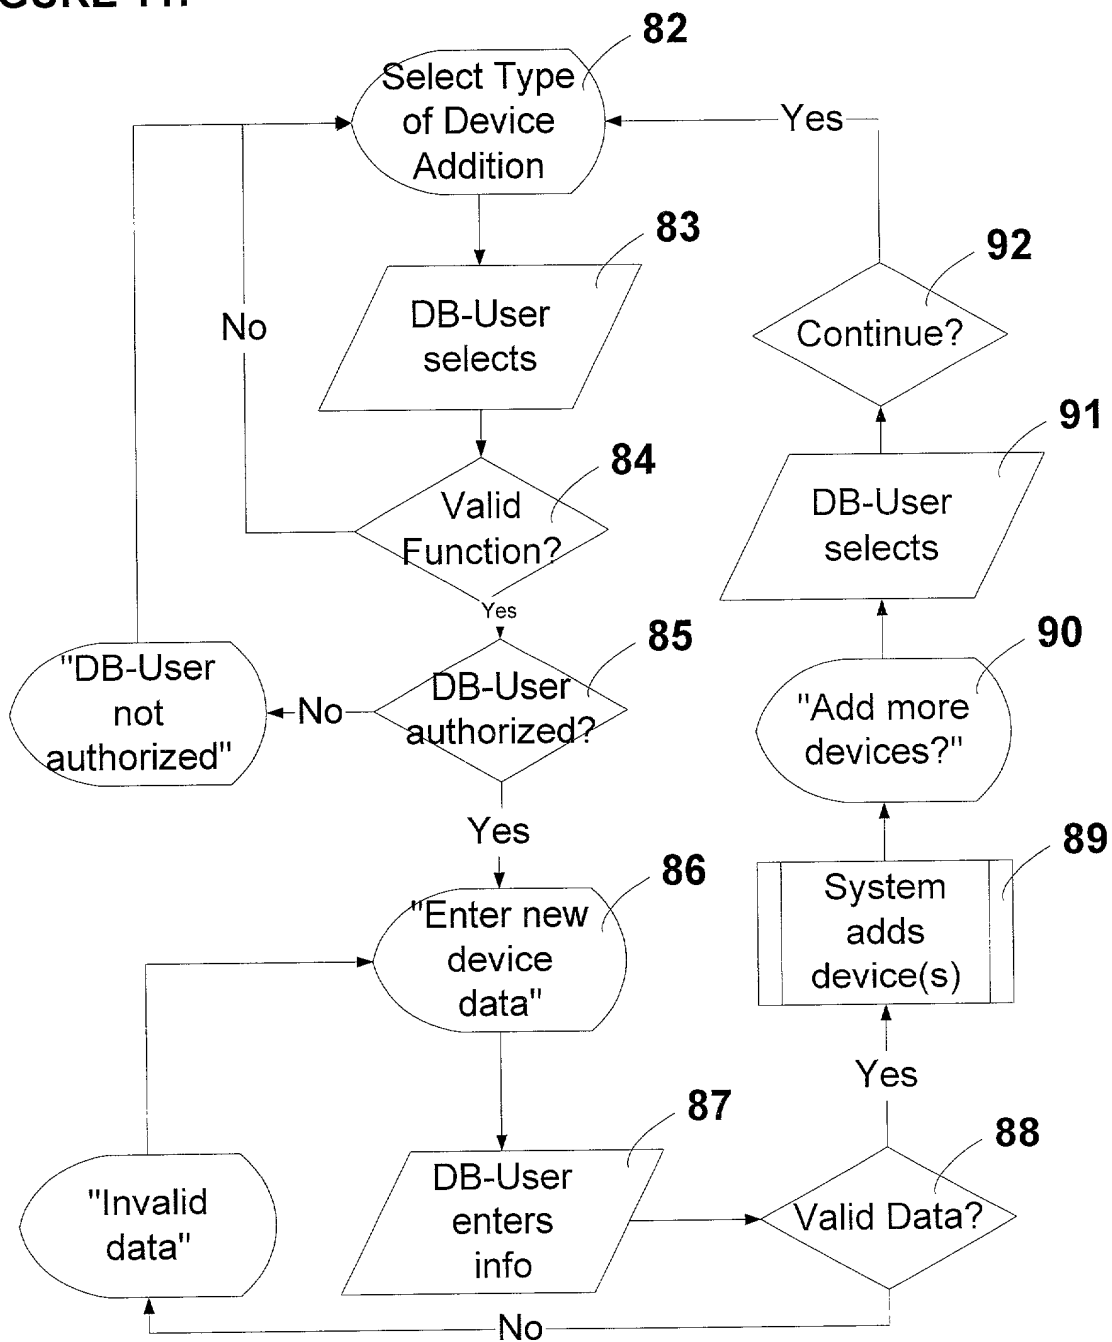 82
Select Type
of Device
Addition
Yes
83
DB-User
selects
92
Continue?
No
84
Valid
Function?
Yes
91
DB-User
selects
85
DB-User
authorized?
No
"DB-User
not
authorized"
90
"Add more
devices?"
Yes
86
"Enter new
device
data"
89
System
adds
device(s)
Yes
87
DB-User
enters
info
88
Valid Data?
"Invalid
data"
No